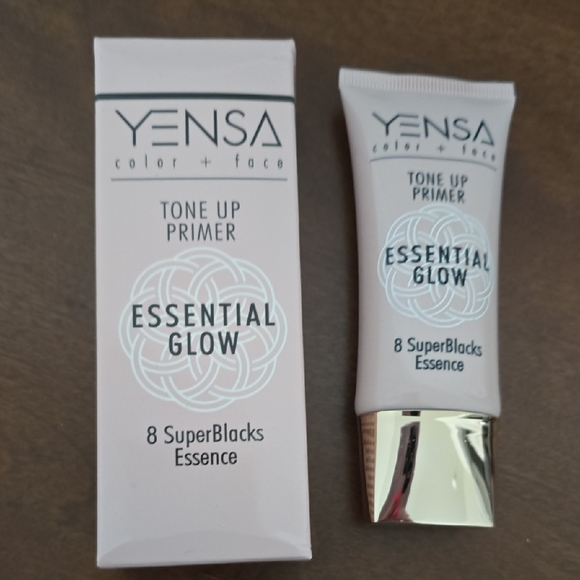 YENSA
color + face
TONE UP
PRIMER
ESSENTIAL
GLOW
8 SuperBlacks
Essence
YENSA
color + face
TONE UP
PRIMER
ESSENTIAL
GLOW
8 SuperBlacks
Essence